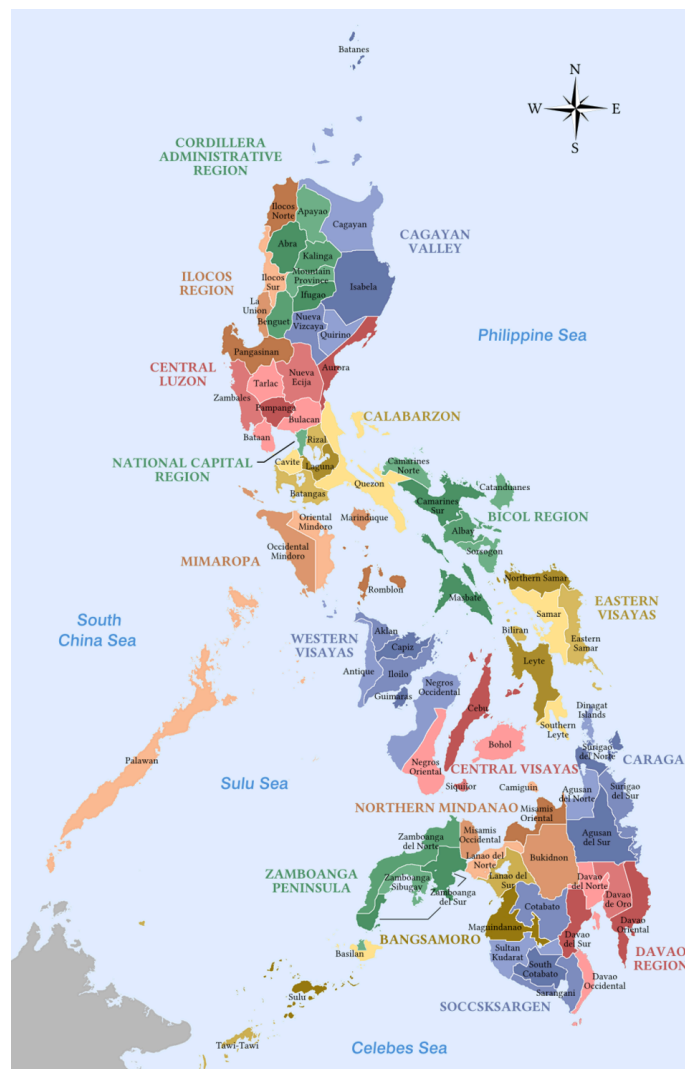 Batanes
N
W
E
S
CORDILLERA
ADMINISTRATIVE
REGION
Ilocos
Norte
Apayao
Cagayan
CAGAYAN
VALLEY
Abra
Kalinga
ILOCOS
REGION
Ilocos
Sur
Mountain
Province
Ifugao
Isabela
La
Union
Benguet
Nueva
Vizcaya
Quirino
Philippine Sea
Pangasinan
CENTRAL
LUZON
Aurora
Nueva
Ecija
Tarlac
Zambales
Pampanga
Bulacan
Bataan
CALABARZON
Rizal
NATIONAL CAPITAL
REGION
Cavite
Laguna
Quezon
Batangas
Camarines
Norte
Catanduanes
Camarines
Sur
BICOL REGION
Albay
Sorsogon
Oriental
Mindoro
Marinduque
MIMAROPA
Occidental
Mindoro
Romblon
Masbate
Northern Samar
EASTERN
VISAYAS
Samar
Biliran
Eastern
Samar
South
China Sea
WESTERN
VISAYAS
Aklan
Capiz
Antique
Iloilo
Guimaras
Negros
Occidental
Leyte
Cebu
Southern
Leyte
Dinagat
Islands
Bohol
Surigao
del Norte
CARAGA
Negros
Oriental
CENTRAL VISAYAS
Palawan
Sulu Sea
Siquijor
Camiguin
Agusan
del Norte
Surigao
del Sur
NORTHERN MINDANAO
Misamis
Oriental
Zamboanga
del Norte
Misamis
Occidental
Agusan
del Sur
Lanao del
Norte
Bukidnon
ZAMBOANGA
PENINSULA
Zamboanga
Sibugay
Zamboanga
del Sur
Lanao del
Sur
Davao
del Norte
Davao
de Oro
Cotabato
Maguindanao
Davao
Oriental
BANGSAMORO
Davao
del Sur
Sultan
Kudarat
Basilan
South
Cotabato
DAVAO
REGION
Davao
Occidental
Sarangani
Sulu
SOCCSKSARGEN
Tawi-Tawi
Celebes Sea